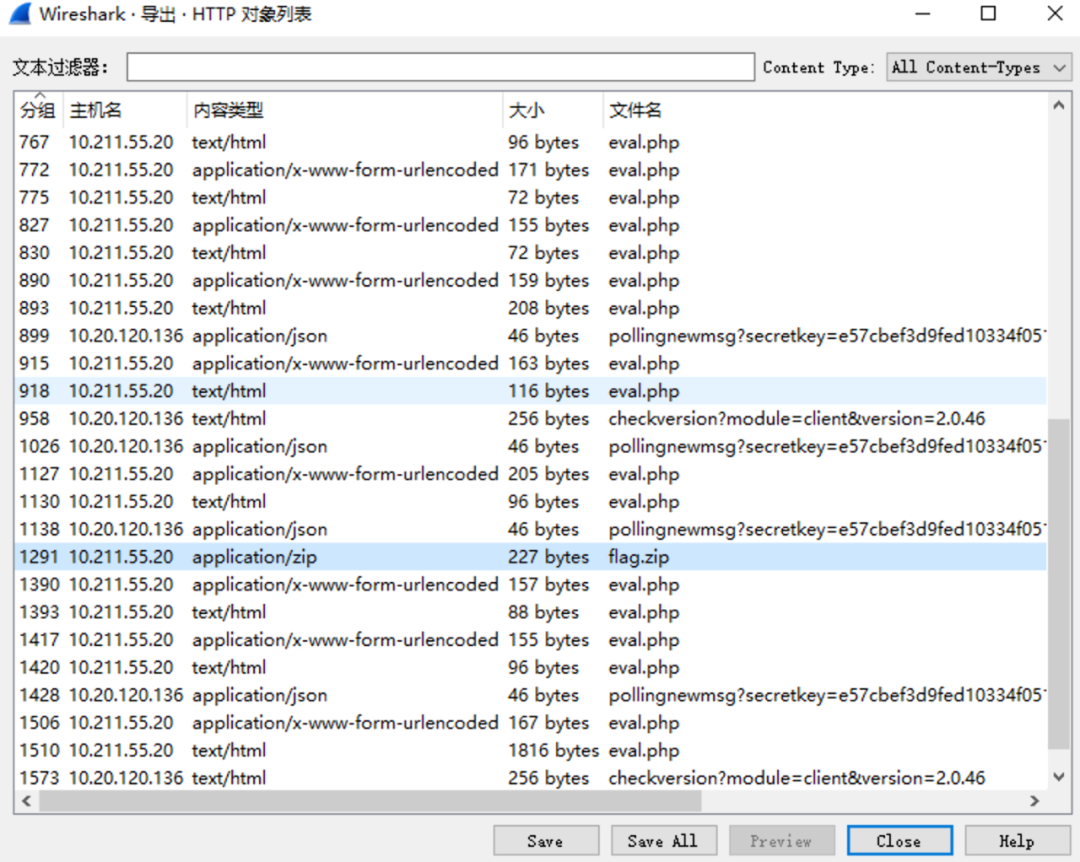 Wireshark · 导出 · HTTP 对象列表
文本过滤器: Content Type: All Content-Types
分组 主机名 内容类型 大小 文件名
767 10.211.55.20 text/html 96 bytes eval.php
772 10.211.55.20 application/x-www-form-urlencoded 171 bytes eval.php
775 10.211.55.20 text/html 72 bytes eval.php
827 10.211.55.20 application/x-www-form-urlencoded 155 bytes eval.php
830 10.211.55.20 text/html 72 bytes eval.php
890 10.211.55.20 application/x-www-form-urlencoded 159 bytes eval.php
893 10.211.55.20 text/html 208 bytes eval.php
899 10.20.120.136 application/json 46 bytes pollingnewmsg?secretkey=e57cbef3d9fed10334f05
915 10.211.55.20 application/x-www-form-urlencoded 163 bytes eval.php
918 10.211.55.20 text/html 116 bytes eval.php
958 10.20.120.136 text/html 256 bytes checkversion?module=client&version=2.0.46
1026 10.20.120.136 application/json 46 bytes pollingnewmsg?secretkey=e57cbef3d9fed10334f05
1127 10.211.55.20 application/x-www-form-urlencoded 205 bytes eval.php
1130 10.211.55.20 text/html 96 bytes eval.php
1138 10.20.120.136 application/json 46 bytes pollingnewmsg?secretkey=e57cbef3d9fed10334f05
1291 10.211.55.20 application/zip 227 bytes flag.zip
1390 10.211.55.20 application/x-www-form-urlencoded 157 bytes eval.php
1393 10.211.55.20 text/html 88 bytes eval.php
1417 10.211.55.20 application/x-www-form-urlencoded 155 bytes eval.php
1420 10.211.55.20 text/html 96 bytes eval.php
1428 10.20.120.136 application/json 46 bytes pollingnewmsg?secretkey=e57cbef3d9fed10334f05
1506 10.211.55.20 application/x-www-form-urlencoded 167 bytes eval.php
1510 10.211.55.20 text/html 1816 bytes eval.php
1573 10.20.120.136 text/html 256 bytes checkversion?module=client&version=2.0.46
Save Save All Preview Close Help